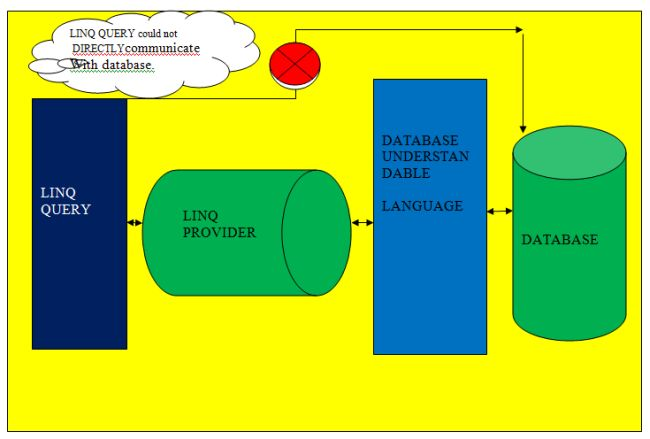 LINQ QUERY could not
DIRECTLYcommunicate
With database.
LINQ
QUERY
LINQ
PROVIDER
DATABASE
UNDERSTAN
DABLE
LANGUAGE
DATABASE